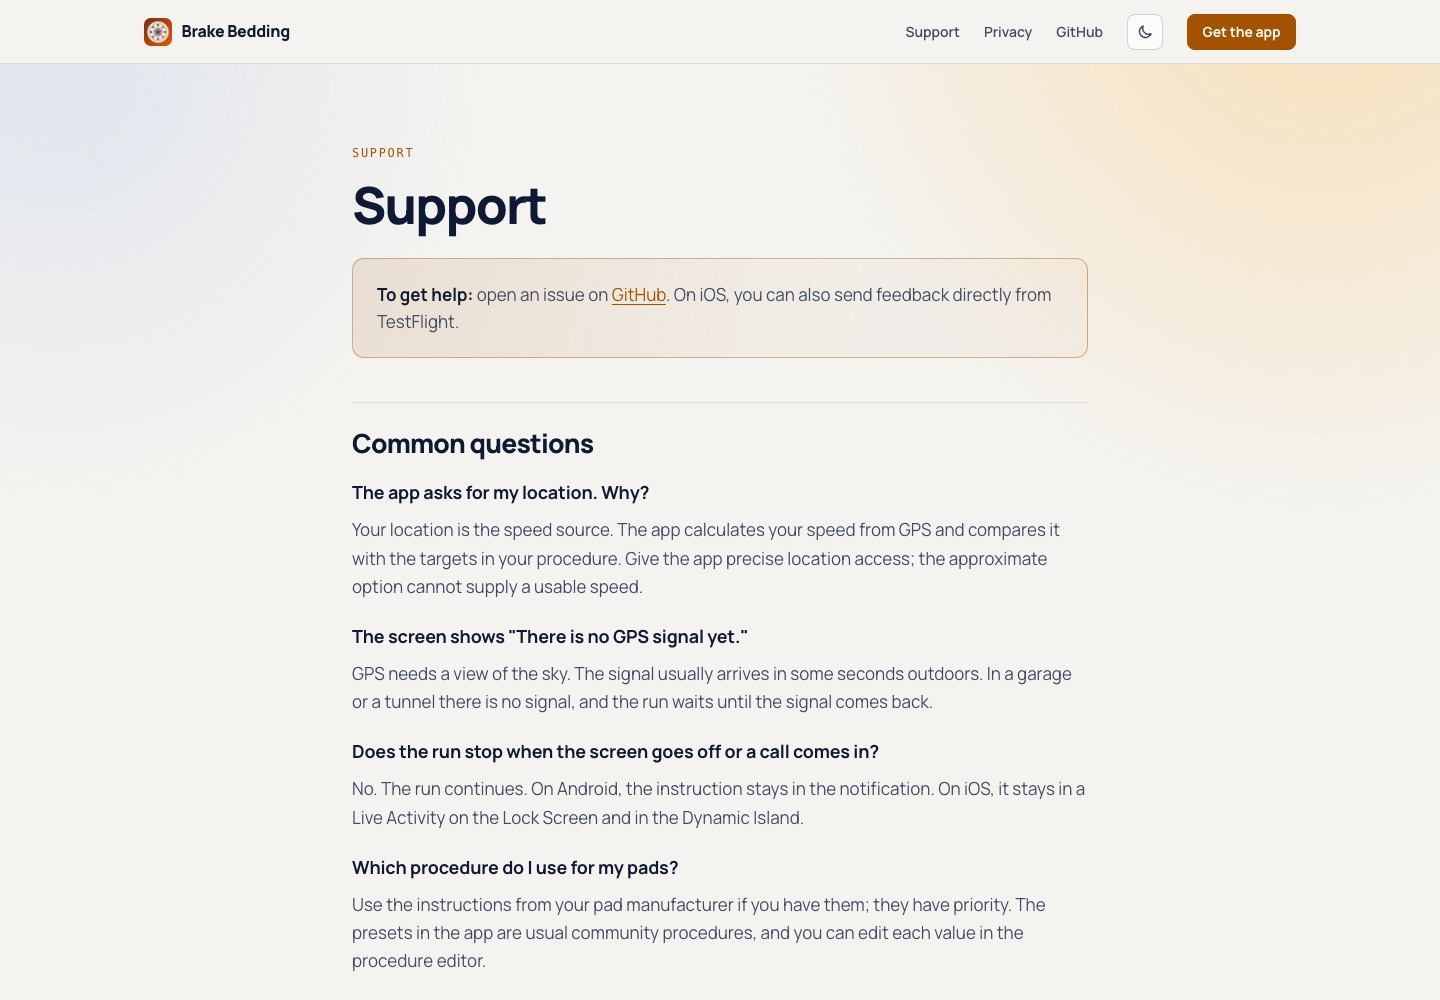 Brake Bedding
Support
Privacy
GitHub
Get the app
SUPPORT
Support
To get help: open an issue on GitHub. On iOS, you can also send feedback directly from
TestFlight.
Common questions
The app asks for my location. Why?
Your location is the speed source. The app calculates your speed from GPS and compares it
with the targets in your procedure. Give the app precise location access; the approximate
option cannot supply a usable speed.
The screen shows "There is no GPS signal yet."
GPS needs a view of the sky. The signal usually arrives in some seconds outdoors. In a garage
or a tunnel there is no signal, and the run waits until the signal comes back.
Does the run stop when the screen goes off or a call comes in?
No. The run continues. On Android, the instruction stays in the notification. On iOS, it stays in a
Live Activity on the Lock Screen and in the Dynamic Island.
Which procedure do I use for my pads?
Use the instructions from your pad manufacturer if you have them; they have priority. The
presets in the app are usual community procedures, and you can edit each value in the
procedure editor.